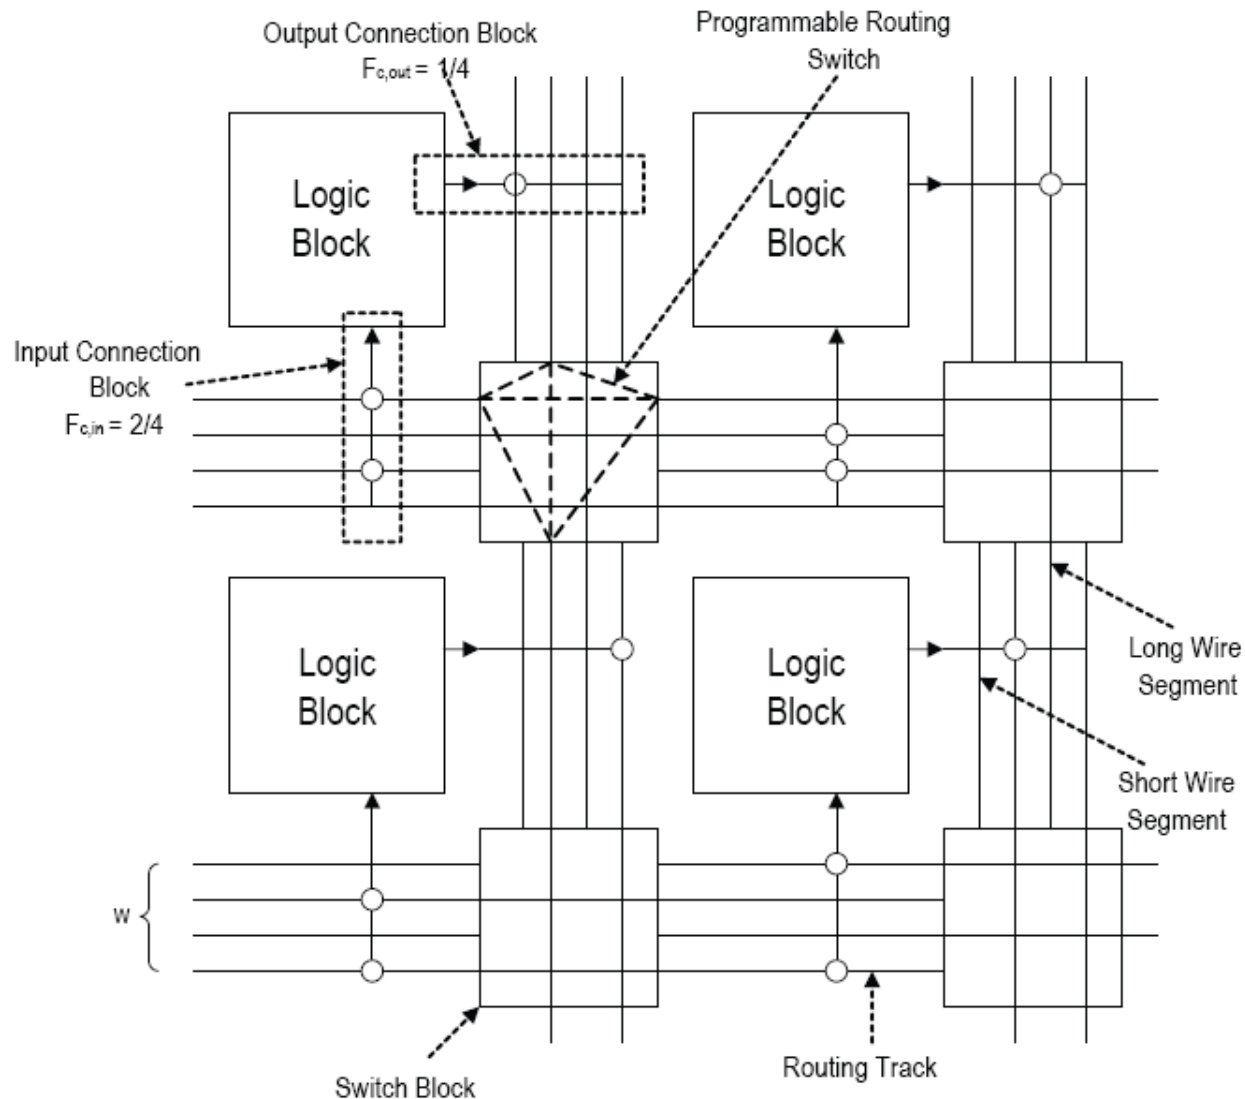 Output Connection Block
Fc,out = 1/4
Programmable Routing
Switch
Logic
Block
Logic
Block
Input Connection
Block
Fc,in = 2/4
Logic
Block
Logic
Block
Long Wire
Segment
Short Wire
Segment
W
Routing Track
Switch Block